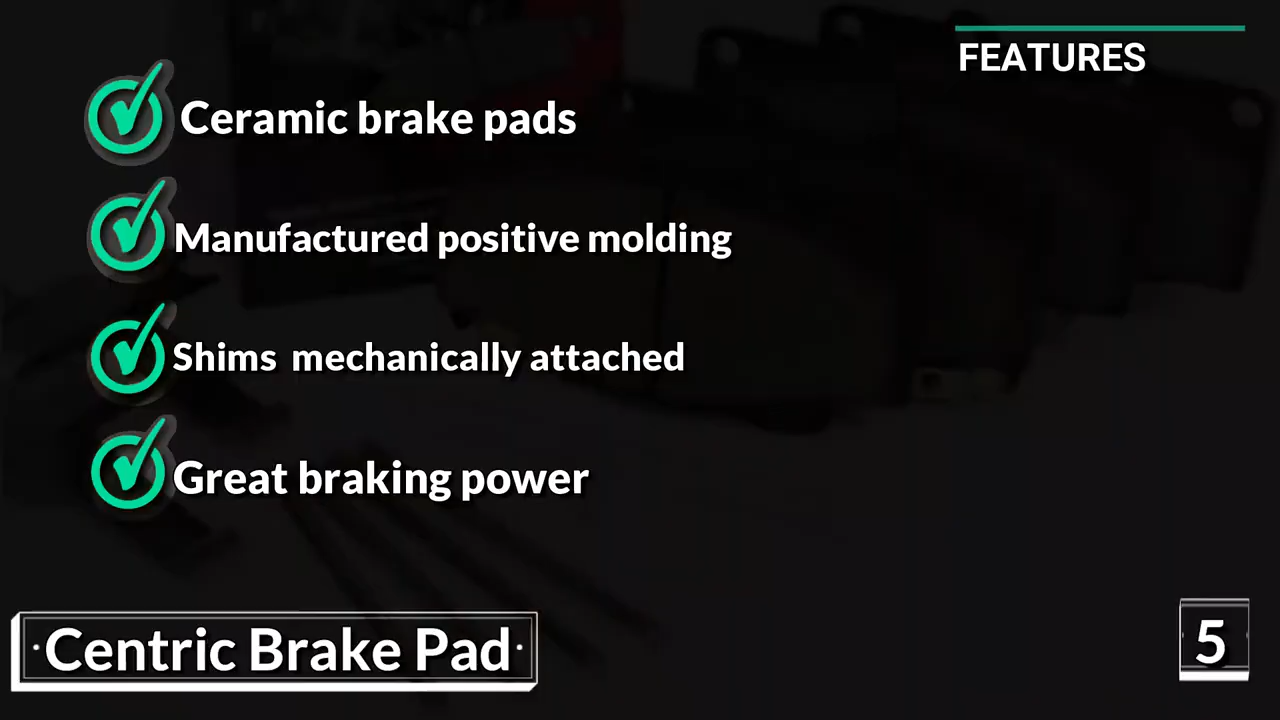 FEATURES
Ceramic brake pads
Manufactured positive molding
Shims mechanically attached
Great braking power
Centric Brake Pad
5